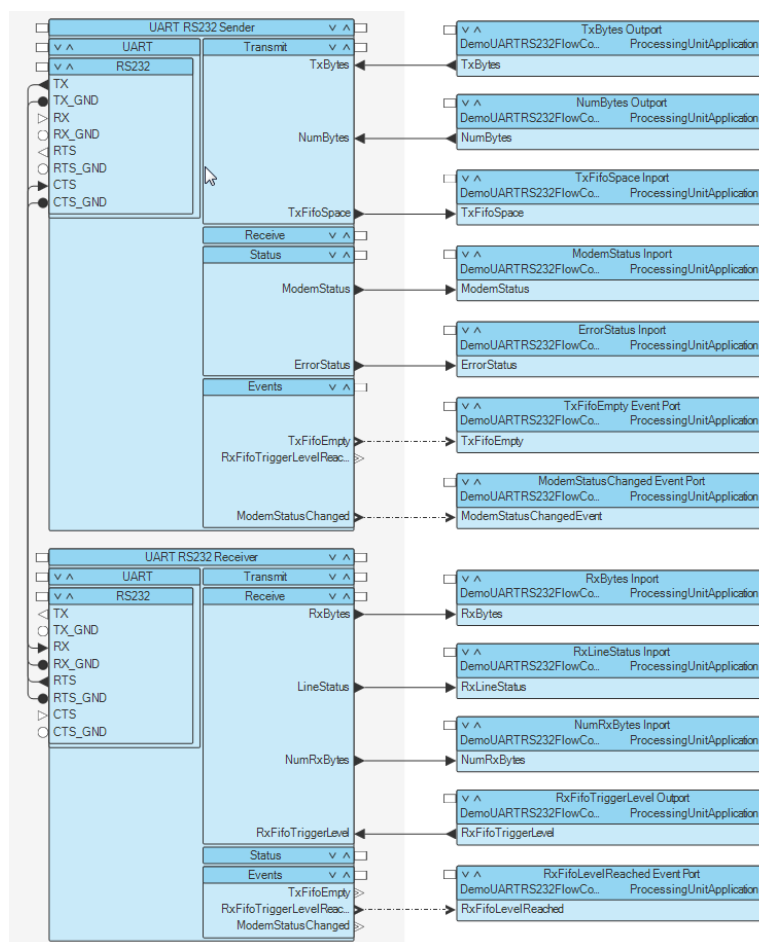 UART RS232 Sender
UART
Transmit
RS232
TxBytes
TX
TX_GND
RX
RX_GND
RTS
RTS_GND
CTS
CTS_GND
NumBytes
TxFifoSpace
Receive
Status
ModemStatus
ErrorStatus
Events
TxFifoEmpty
RxFifoTriggerLevelReac...
ModemStatusChanged
TxBytes Outport
DemoUARTRS232FlowCo... ProcessingUnitApplication
TxBytes
NumBytes Outport
DemoUARTRS232FlowCo... ProcessingUnitApplication
NumBytes
TxFifoSpace Inport
DemoUARTRS232FlowCo... ProcessingUnitApplication
TxFifoSpace
ModemStatus Inport
DemoUARTRS232FlowCo... ProcessingUnitApplication
ModemStatus
ErrorStatus Inport
DemoUARTRS232FlowCo... ProcessingUnitApplication
ErrorStatus
TxFifoEmpty Event Port
DemoUARTRS232FlowCo... ProcessingUnitApplication
TxFifoEmpty
ModemStatusChanged Event Port
DemoUARTRS232FlowCo... ProcessingUnitApplication
ModemStatusChangedEvent
UART RS232 Receiver
UART
Transmit
RS232
Receive
TX
TX_GND
RX
RX_GND
RTS
RTS_GND
CTS
CTS_GND
RxBytes
LineStatus
NumRxBytes
RxFifoTriggerLevel
Status
Events
TxFifoEmpty
RxFifoTriggerLevelReac...
ModemStatusChanged
RxBytes Inport
DemoUARTRS232FlowCo... ProcessingUnitApplication
RxBytes
RxLineStatus Inport
DemoUARTRS232FlowCo... ProcessingUnitApplication
RxLineStatus
NumRxBytes Inport
DemoUARTRS232FlowCo... ProcessingUnitApplication
NumRxBytes
RxFifoTriggerLevel Outport
DemoUARTRS232FlowCo... ProcessingUnitApplication
RxFifoTriggerLevel
RxFifoLevelReached Event Port
DemoUARTRS232FlowCo... ProcessingUnitApplication
RxFifoLevelReached